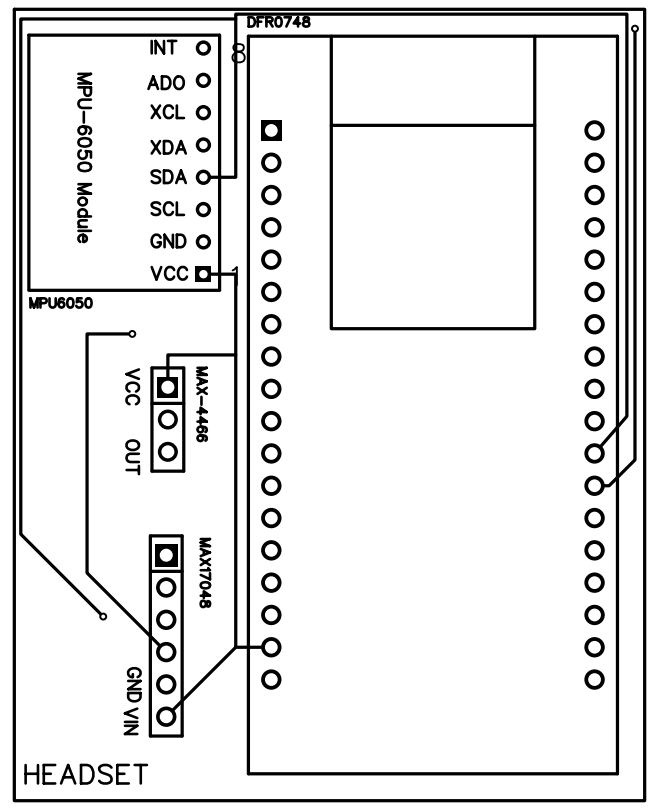 DFR0748
INT
8
ADO
XCL
XDA
SDA
SCL
GND
VCC
1
MPU-6050 Module
MPU6050
VCC
OUT
MAX-4466
MAX17048
GND VIN
HEADSET